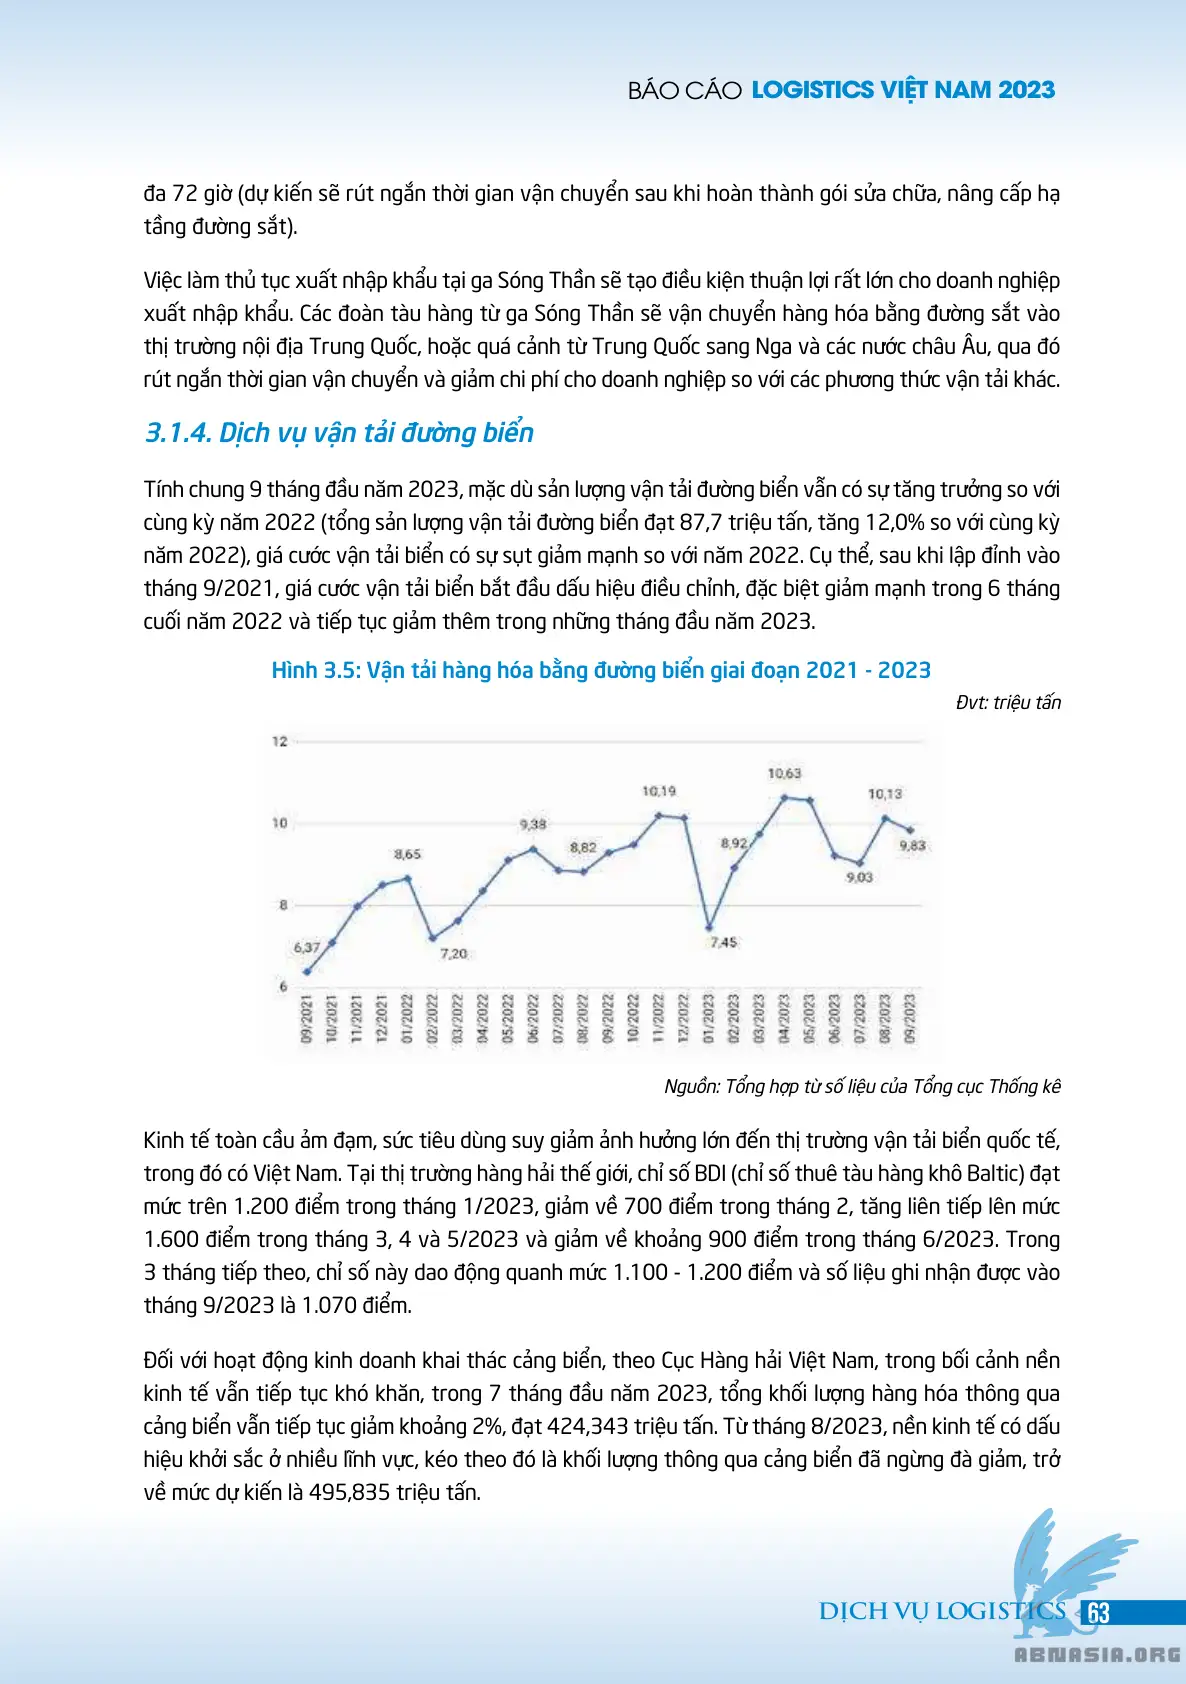 BÁO CÁO LOGISTICS VIỆT NAM 2023
đa 72 giờ (dự kiến sẽ rút ngắn thời gian vận chuyển sau khi hoàn thành gói sửa chữa, nâng cấp hạ
tầng đường sắt).
Việc làm thủ tục xuất nhập khẩu tại ga Sóng Thần sẽ tạo điều kiện thuận lợi rất lớn cho doanh nghiệp
xuất nhập khẩu. Các đoàn tàu hàng từ ga Sóng Thần sẽ vận chuyển hàng hóa bằng đường sắt vào
thị trường nội địa Trung Quốc, hoặc quá cảnh từ Trung Quốc sang Nga và các nước châu Âu, qua đó
rút ngắn thời gian vận chuyển và giảm chi phí cho doanh nghiệp so với các phương thức vận tải khác.
3.1.4. Dịch vụ vận tải đường biển
Tính chung 9 tháng đầu năm 2023, mặc dù sản lượng vận tải đường biển vẫn có sự tăng trưởng so với
cùng kỳ năm 2022 (tổng sản lượng vận tải đường biển đạt 87,7 triệu tấn, tăng 12,0% so với cùng kỳ
năm 2022), giá cước vận tải biển có sự sụt giảm mạnh so với năm 2022. Cụ thể, sau khi lập đỉnh vào
tháng 9/2021, giá cước vận tải biển bắt đầu dấu hiệu điều chỉnh, đặc biệt giảm mạnh trong 6 tháng
cuối năm 2022 và tiếp tục giảm thêm trong những tháng đầu năm 2023.
Hình 3.5: Vận tải hàng hóa bằng đường biển giai đoạn 2021 - 2023
Đvt: triệu tấn
12
10,63
10,19
10,13
10
9,38
8,92
9,83
8,82
8,65
9,03
8
7,45
6,37
7,20
6
09/2021 10/2021 11/2021 12/2021 01/2022 02/2022 03/2022 04/2022 05/2022 06/2022 07/2022 08/2022 09/2022 10/2022 11/2022 12/2022 01/2023 02/2023 03/2023 04/2023 05/2023 06/2023 07/2023 08/2023 09/2023
Nguồn: Tổng hợp từ số liệu của Tổng cục Thống kê
Kinh tế toàn cầu ảm đạm, sức tiêu dùng suy giảm ảnh hưởng lớn đến thị trường vận tải biển quốc tế,
trong đó có Việt Nam. Tại thị trường hàng hải thế giới, chỉ số BDI (chỉ số thuê tàu hàng khô Baltic) đạt
mức trên 1.200 điểm trong tháng 1/2023, giảm về 700 điểm trong tháng 2, tăng liên tiếp lên mức
1.600 điểm trong tháng 3, 4 và 5/2023 và giảm về khoảng 900 điểm trong tháng 6/2023. Trong
3 tháng tiếp theo, chỉ số này dao động quanh mức 1.100 - 1.200 điểm và số liệu ghi nhận được vào
tháng 9/2023 là 1.070 điểm.
Đối với hoạt động kinh doanh khai thác cảng biển, theo Cục Hàng hải Việt Nam, trong bối cảnh nền
kinh tế vẫn tiếp tục khó khăn, trong 7 tháng đầu năm 2023, tổng khối lượng hàng hóa thông qua
cảng biển vẫn tiếp tục giảm khoảng 2%, đạt 424,343 triệu tấn. Từ tháng 8/2023, nền kinh tế có dấu
hiệu khởi sắc ở nhiều lĩnh vực, kéo theo đó là khối lượng thông qua cảng biển đã ngừng đà giảm, trở
về mức dự kiến là 495,835 triệu tấn.
DỊCH VỤ LOGISTICS 63
ABNASIA.ORG